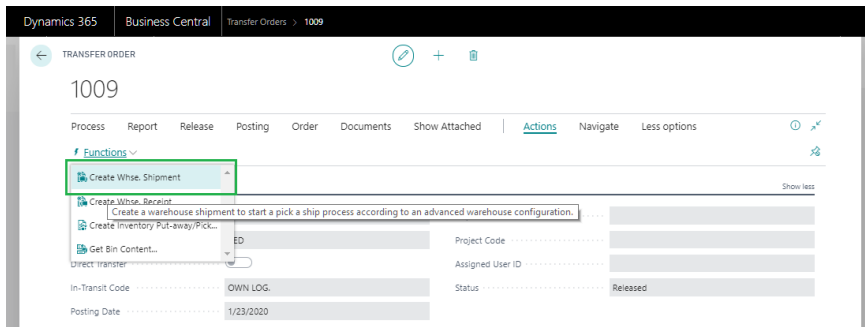 Dynamics 365 Business Central Transfer Orders > 1009
TRANSFER ORDER
1009
Process Report Release Posting Order Documents Show Attached Actions Navigate Less options
Functions
Create Whse. Shipment
Show less
Create Whse. Receipt
Create a warehouse shipment to start a pick a ship process according to an advanced warehouse configuration.
Create Inventory Put-away/Pick...
ED Project Code
Get Bin Content...
Direct Transfer Assigned User ID
In-Transit Code OWN LOG. Status Released
Posting Date 1/23/2020